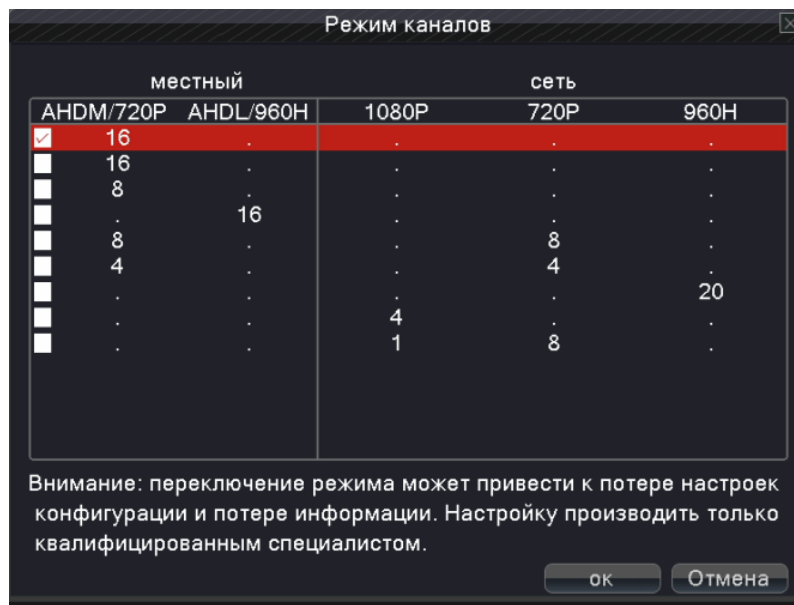 Режим каналов
местный сеть
AHDM/720P AHDL/960H 1080P 720P 960H
16 . . . .
16 . . . .
8 . . . .
. 16 . . .
8 . . 8 .
4 . . 4 .
. . . . 20
. . 4 . .
. . 1 8 .
Внимание: переключение режима может привести к потере настроек
конфигурации и потере информации. Настройку производить только
квалифицированным специалистом.
ок Отмена